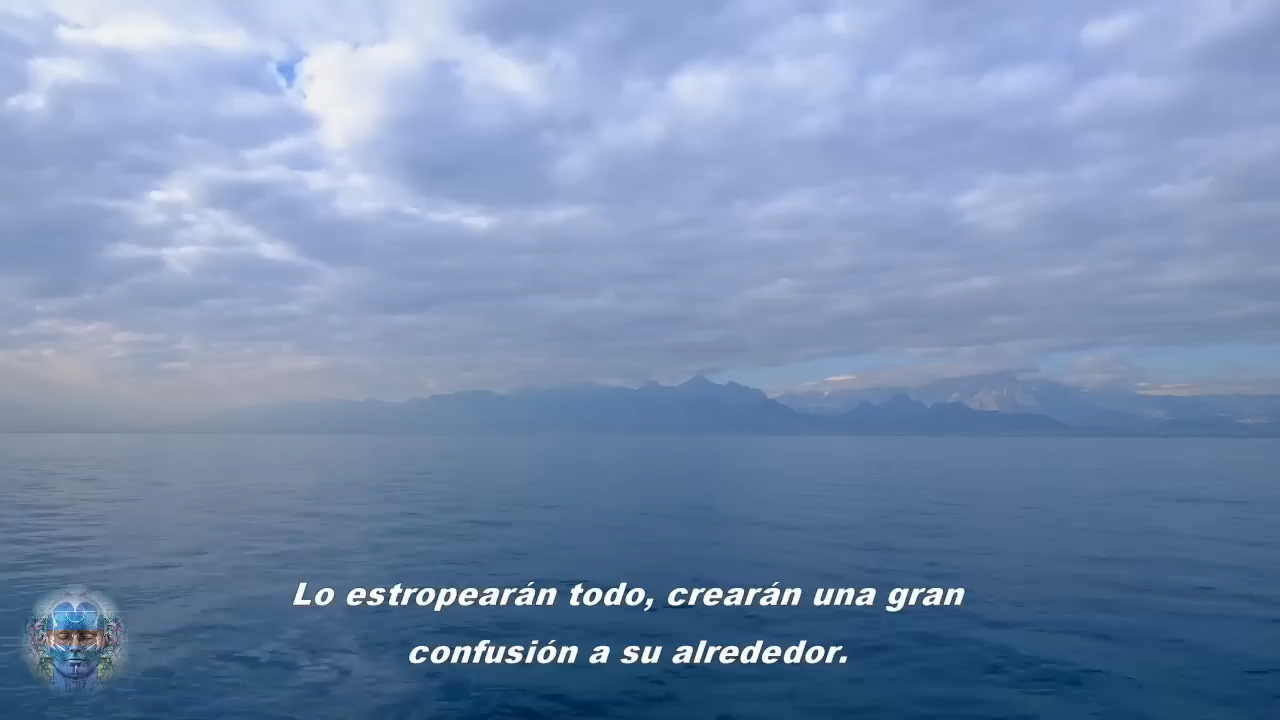 Lo estropearán todo, crearán una gran
confusión a su alrededor.